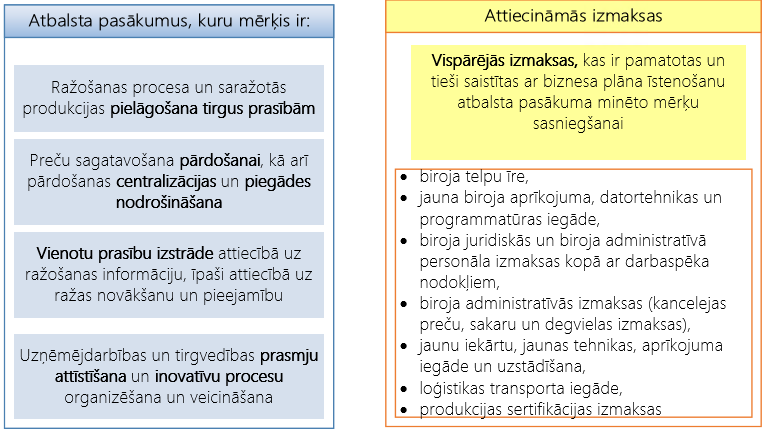 Atbalsta pasākumus, kuru mērķis ir:
Ražošanas procesa un saražotās
produkcijas pielāgošana tirgus prasībām
Preču sagatavošana pārdošanai, kā arī
pārdošanas centralizācijas un piegādes
nodrošināšana
Vienotu prasību izstrāde attiecībā uz
ražošanas informāciju, īpaši attiecībā uz
ražas novākšanu un pieejamību
Uzņēmējdarbības un tirgvedības prasmju
attīstīšana un inovatīvu procesu
organizēšana un veicināšana
Attiecināmās izmaksas
Vispārējās izmaksas, kas ir pamatotas un
tieši saistītas ar biznesa plāna īstenošanu
atbalsta pasākuma minēto mērķu
sasniegšanai
• biroja telpu īre,
• jauna biroja aprīkojuma, datortehnikas un
programmatūras iegāde,
• biroja juridiskās un biroja administratīvā
personāla izmaksas kopā ar darbaspēka
nodokļiem,
• biroja administratīvās izmaksas (kancelejas
preču, sakaru un degvielas izmaksas),
• jaunu iekārtu, jaunas tehnikas, aprīkojuma
iegāde un uzstādīšana,
• loģistikas transporta iegāde,
• produkcijas sertifikācijas izmaksas